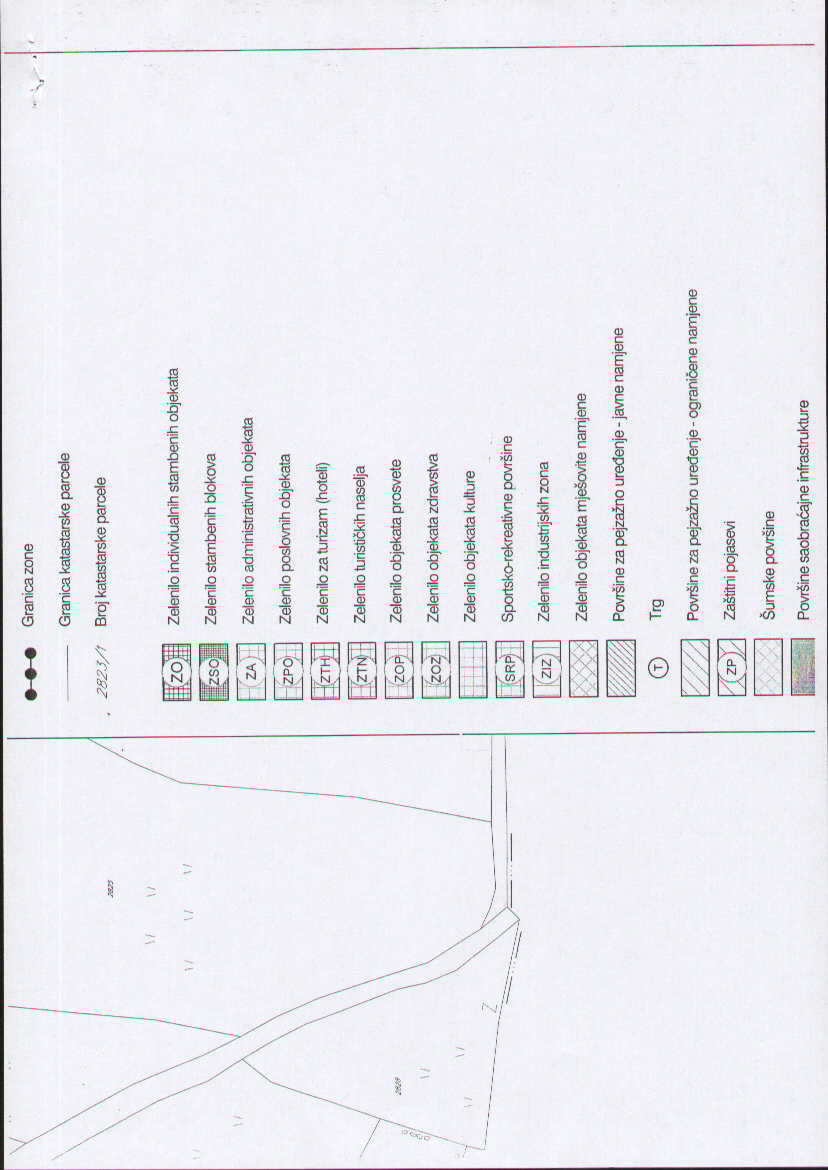 Granica zone
Granica katastarske parcele
2823/1 Broj katastarske parcele
ZO Zelenilo individualnih stambenih objekata
ZSO Zelenilo stambenih blokova
ZA Zelenilo administrativnih objekata
ZPO Zelenilo poslovnih objekata
ZTH Zelenilo za turizam (hoteli)
ZTN Zelenilo turističkih naselja
ZOP Zelenilo objekata prosvete
ZOZ Zelenilo objekata zdravstva
Zelenilo objekata kulture
SRP Sportsko-rekreativne površine
ZIZ Zelenilo industrijskih zona
Zelenilo objekata mješovite namjene
Površine za pejzažno uređenje - javne namjene
T Trg
Površine za pejzažno uređenje - ograničene namjene
ZP Zaštitni pojasevi
Šumske površine
Površine saobraćajne infrastrukture
2825
2826